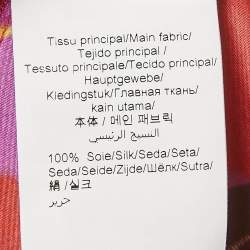 Tissu principal/Main fabric/
Tejido principal /
Tessuto principale/Tecido principal/
Hauptgewebe/
Kledingstuk/Главная ткань/
kain utama/
本体 / 메인 패브릭
النسيج الرئيسي /
100% Soie/Silk/Seda/Seta/
Seda/Seide/Zijde/Шёлк/Sutra/
絹 /실크
حرير